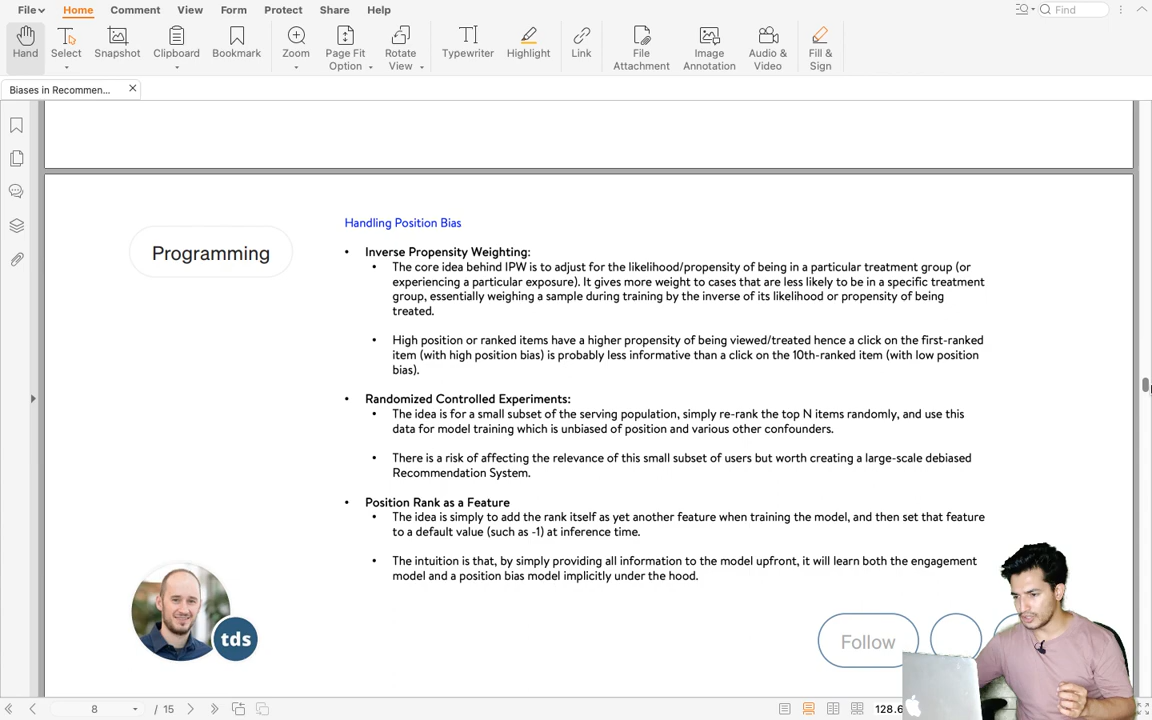 File Home Comment View Form Protect Share Help Find
Hand Select Snapshot Clipboard Bookmark Zoom Page Fit Option Rotate View Typewriter Highlight Link File Attachment Image Annotation Audio & Video Fill & Sign
Biases in Recommen...
Programming
Handling Position Bias
• Inverse Propensity Weighting:
• The core idea behind IPW is to adjust for the likelihood/propensity of being in a particular treatment group (or
experiencing a particular exposure). It gives more weight to cases that are less likely to be in a specific treatment
group, essentially weighing a sample during training by the inverse of its likelihood or propensity of being
treated.
• High position or ranked items have a higher propensity of being viewed/treated hence a click on the first-ranked
item (with high position bias) is probably less informative than a click on the 10th-ranked item (with low position
bias).
• Randomized Controlled Experiments:
• The idea is for a small subset of the serving population, simply re-rank the top N items randomly, and use this
data for model training which is unbiased of position and various other confounders.
• There is a risk of affecting the relevance of this small subset of users but worth creating a large-scale debiased
Recommendation System.
• Position Rank as a Feature
• The idea is simply to add the rank itself as yet another feature when training the model, and then set that feature
to a default value (such as -1) at inference time.
• The intuition is that, by simply providing all information to the model upfront, it will learn both the engagement
model and a position bias model implicitly under the hood.
tds
Follow
8 / 15 128.6